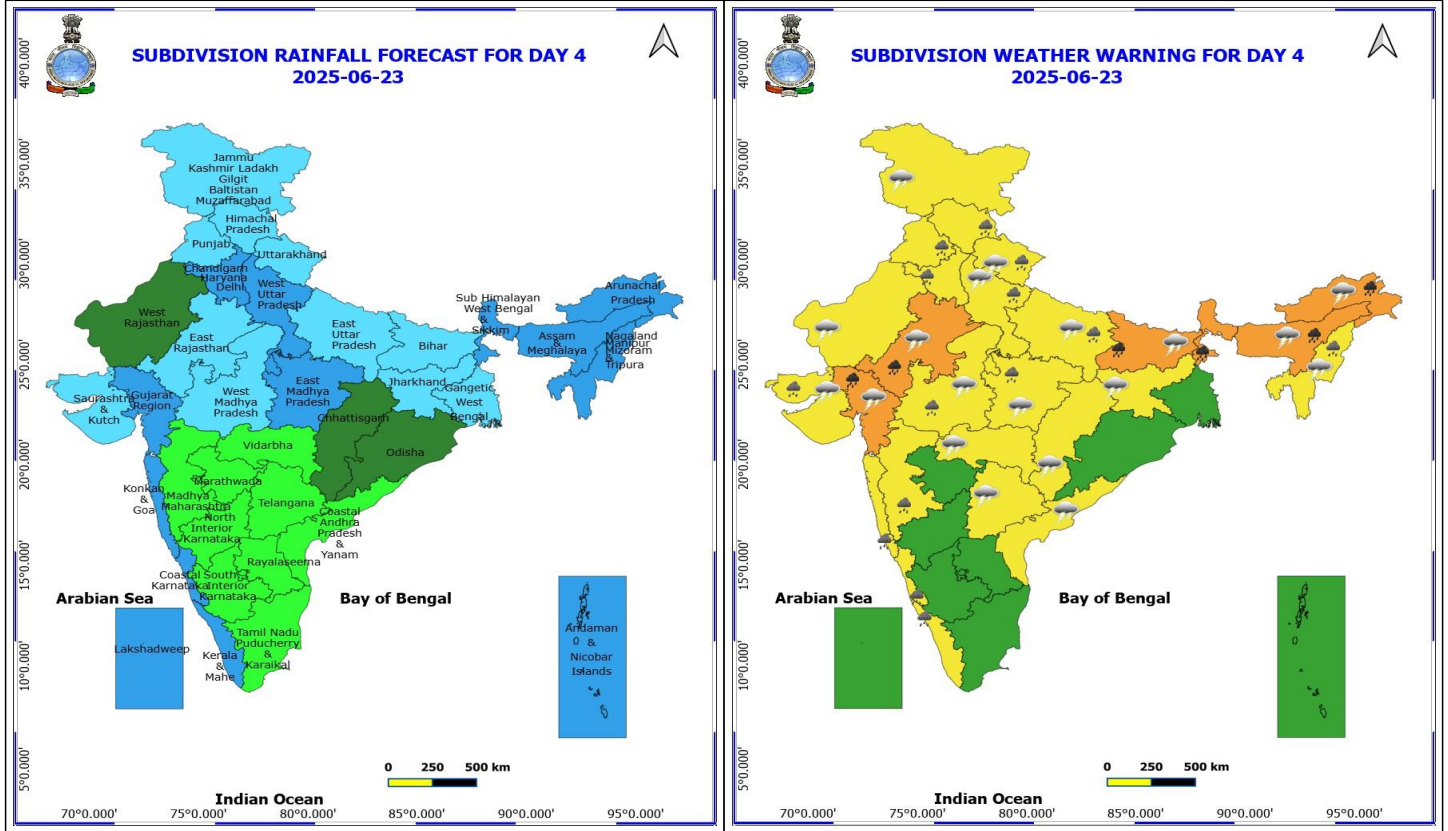 SUBDIVISION RAINFALL FORECAST FOR DAY 4
2025-06-23
40°0.000'
35°0.000'
30°0.000'
25°0.000'
20°0.000'
15°0.000'
10°0.000'
5°0.000'
Jammu
Kashmir Ladakh
Gilgit
Baltistan
Muzaffarabad
Himachal
Pradesh
Punjab
Uttarakhand
Chandigarh
Haryana
Delhi
West
Uttar
Pradesh
West
Rajasthan
East
Rajasthan
East
Uttar
Pradesh
Bihar
Sub Himalayan
West Bengal
&
Sikkim
Arunachal
Pradesh
Assam
&
Meghalaya
Nagaland
Manipur
Mizoram
&
Tripura
Saurashtra
&
Kutch
Gujarat
Region
West
Madhya
Pradesh
East
Madhya
Pradesh
Jharkhand
Gangetic
West
Bengal
Chhattisgarh
Odisha
Vidarbha
Marathwada
Konkan
&
Goa
Madhya
Maharashtra
Telangana
North
Interior
Karnataka
Coastal
Andhra
Pradesh
&
Yanam
Rayalaseema
Coastal
Karnataka
South
Interior
Karnataka
Tamil Nadu
Puducherry
&
Karaikal
Kerala
&
Mahe
Arabian Sea
Bay of Bengal
Lakshadweep
Andaman
&
Nicobar
Islands
0 250 500 km
Indian Ocean
70°0.000' 75°0.000' 80°0.000' 85°0.000' 90°0.000' 95°0.000'
SUBDIVISION WEATHER WARNING FOR DAY 4
2025-06-23
40°0.000'
35°0.000'
30°0.000'
25°0.000'
20°0.000'
15°0.000'
10°0.000'
5°0.000'
Arabian Sea
Bay of Bengal
0 250 500 km
Indian Ocean
70°0.000' 75°0.000' 80°0.000' 85°0.000' 90°0.000' 95°0.000'